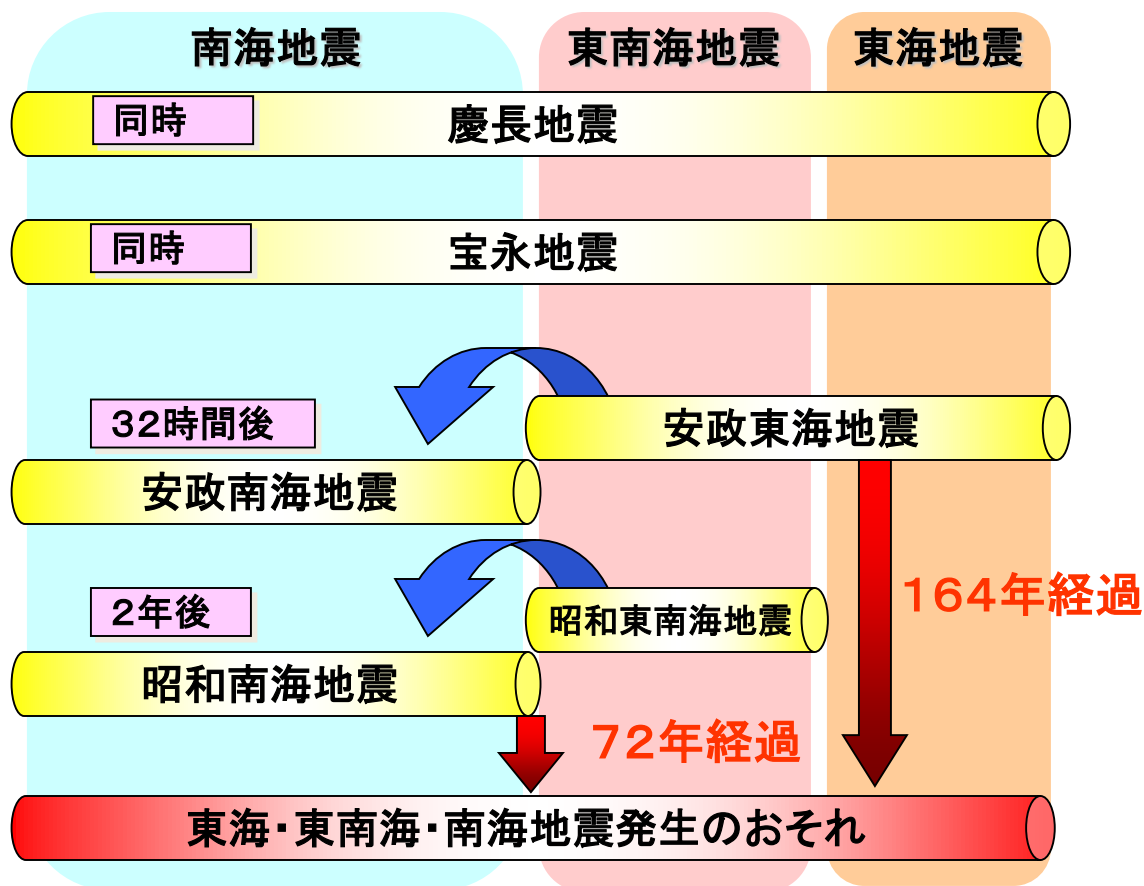 南海地震
東南海地震
東海地震
同時
慶長地震
同時
宝永地震
32時間後
安政東海地震
安政南海地震
164年経過
2年後
昭和東南海地震
昭和南海地震
72年経過
東海・東南海・南海地震発生のおそれ